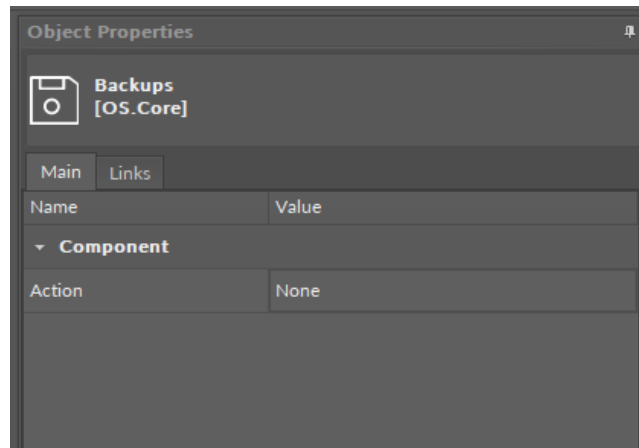 Object Properties
Backups
[OS.Core]
Main Links
Name Value
Component
Action None